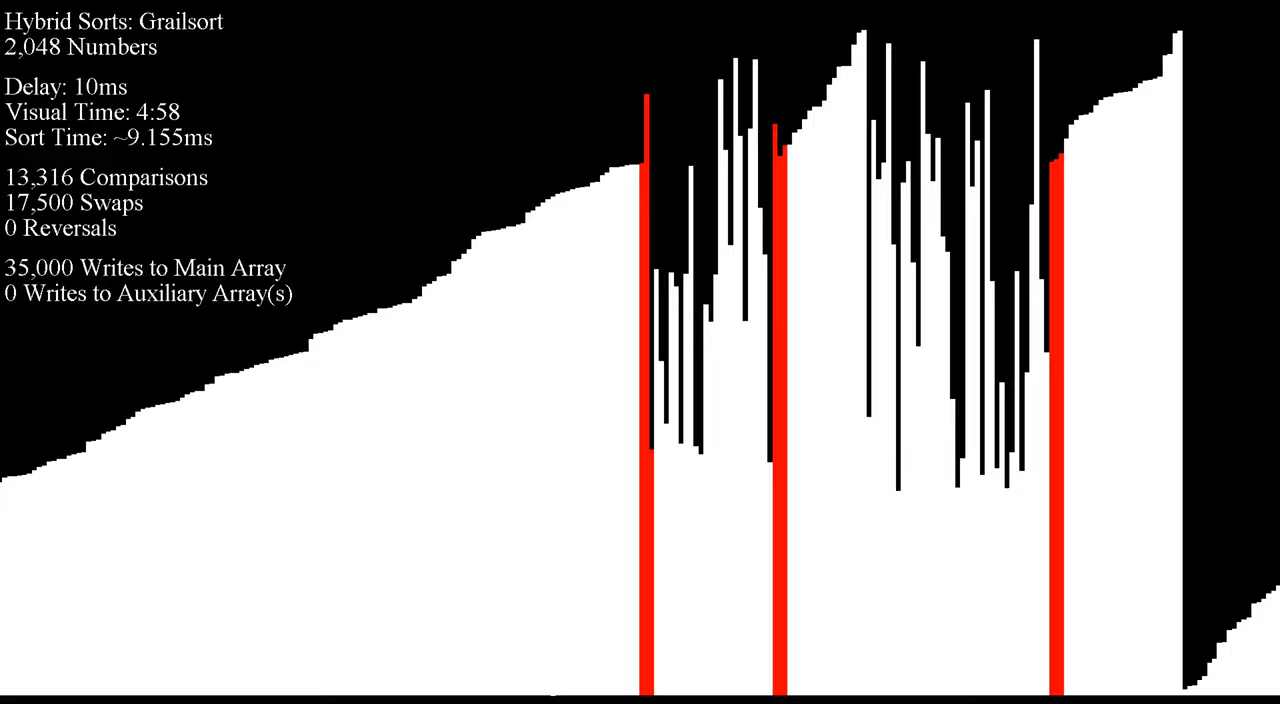 Hybrid Sorts: Grailsort
2,048 Numbers
Delay: 10ms
Visual Time: 4:58
Sort Time: ~9.155ms
13,316 Comparisons
17,500 Swaps
0 Reversals
35,000 Writes to Main Array
0 Writes to Auxiliary Array(s)